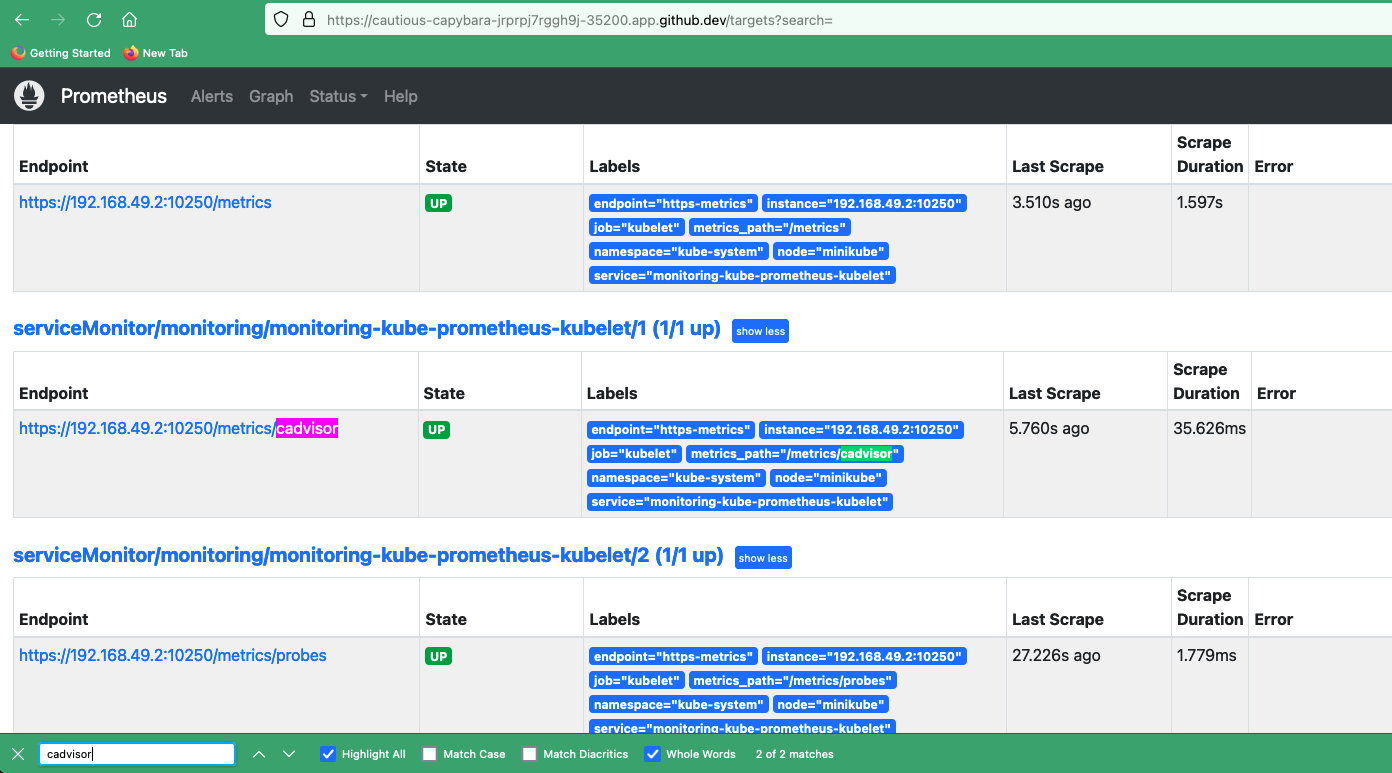 https://cautious-capybara-jrprpj7rggh9j-35200.app.github.dev/targets?search=
Getting Started New Tab
Prometheus Alerts Graph Status Help
Endpoint State Labels Last Scrape Scrape Duration Error
https://192.168.49.2:10250/metrics UP endpoint="https-metrics" instance="192.168.49.2:10250" 3.510s ago 1.597s
job="kubelet" metrics_path="/metrics"
namespace="kube-system" node="minikube"
service="monitoring-kube-prometheus-kubelet"
serviceMonitor/monitoring/monitoring-kube-prometheus-kubelet/1 (1/1 up) show less
Endpoint State Labels Last Scrape Scrape Duration Error
https://192.168.49.2:10250/metrics/cadvisor UP endpoint="https-metrics" instance="192.168.49.2:10250" 5.760s ago 35.626ms
job="kubelet" metrics_path="/metrics/cadvisor"
namespace="kube-system" node="minikube"
service="monitoring-kube-prometheus-kubelet"
serviceMonitor/monitoring/monitoring-kube-prometheus-kubelet/2 (1/1 up) show less
Endpoint State Labels Last Scrape Scrape Duration Error
https://192.168.49.2:10250/metrics/probes UP endpoint="https-metrics" instance="192.168.49.2:10250" 27.226s ago 1.779ms
job="kubelet" metrics_path="/metrics/probes"
namespace="kube-system" node="minikube"
service="monitoring-kube-prometheus-kubelet"
cadvisor Highlight All Match Case Match Diacritics Whole Words 2 of 2 matches